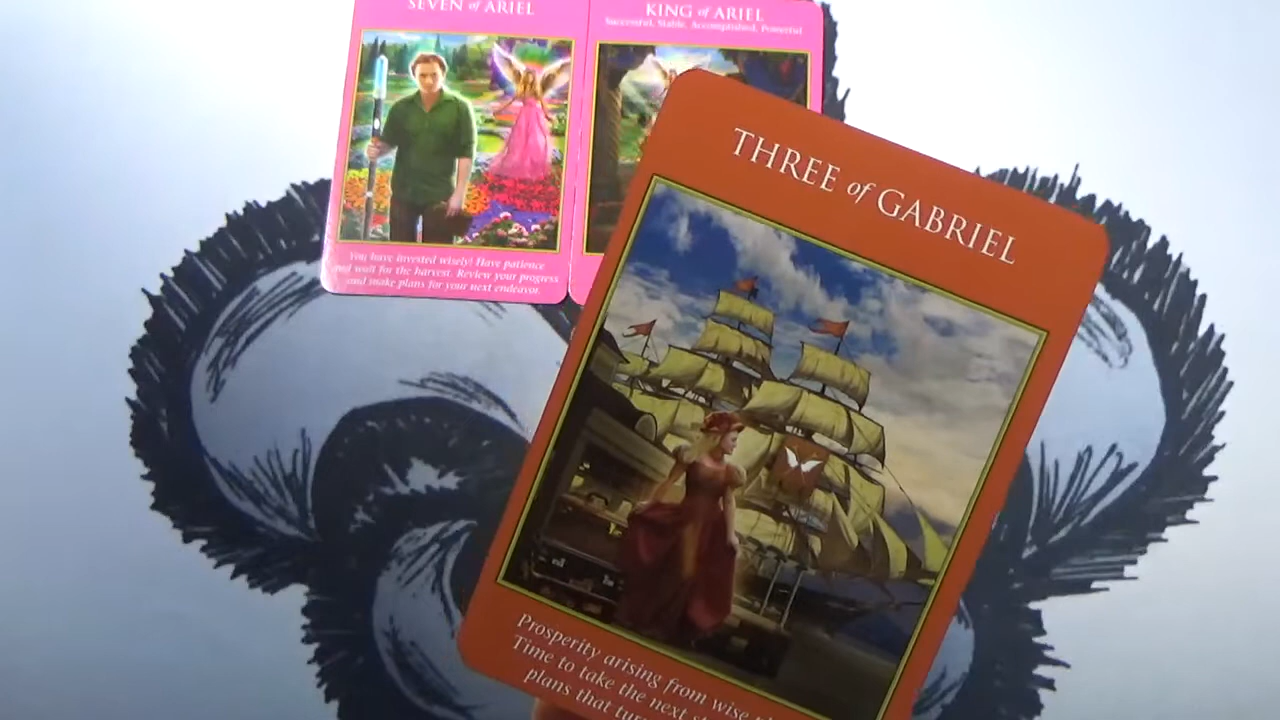 SEVEN of ARIEL
You have invested wisely! Have patience
and wait for the harvest. Review your progress
and make plans for your next endeavor.
KING of ARIEL
Successful, Stable, Accomplished, Powerful
THREE of GABRIEL
Prosperity arising from wise
Time to take the next
plans that